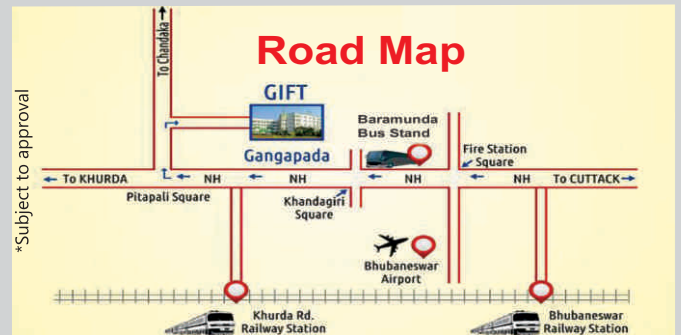 Road Map
To Chandaka
*Subject to approval
GIFT
Gangapada
Baramunda
Bus Stand
Fire Station
Square
To KHURDA
NH
NH
NH
NH
To CUTTACK
Pitapali Square
Khandagiri
Square
Bhubaneswar
Airport
Khurda Rd.
Railway Station
Bhubaneswar
Railway Station